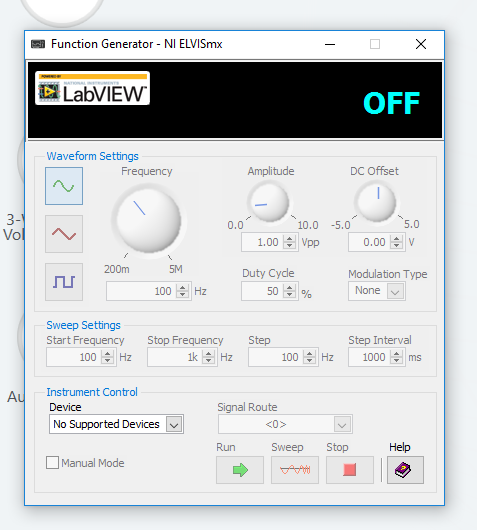 Function Generator - NI ELVISmx
POWERED BY
NATIONAL INSTRUMENTS
LabVIEW™
OFF
Waveform Settings
Frequency
Amplitude
DC Offset
200m 5M
0.0 10.0
-5.0 5.0
100 Hz
1.00 Vpp
0.00 V
Duty Cycle
50 %
Modulation Type
None
Sweep Settings
Start Frequency Stop Frequency Step Step Interval
100 Hz 1k Hz 100 Hz 1000 ms
Instrument Control
Device
No Supported Devices
Signal Route
<0>
Manual Mode
Run Sweep Stop Help
3-
Vol
Au